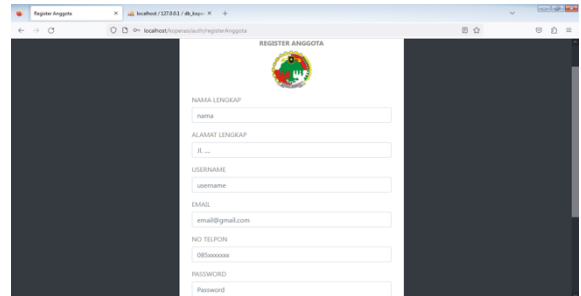 Register Anggota
localhost / 127.0.0.1 / db_koper
localhost/koperasi/auth/registerAnggota
REGISTER ANGGOTA
NAMA LENGKAP
nama
ALAMAT LENGKAP
Jl. ....
USERNAME
username
EMAIL
email@gmail.com
NO TELPON
085xxxxxxx
PASSWORD
Password